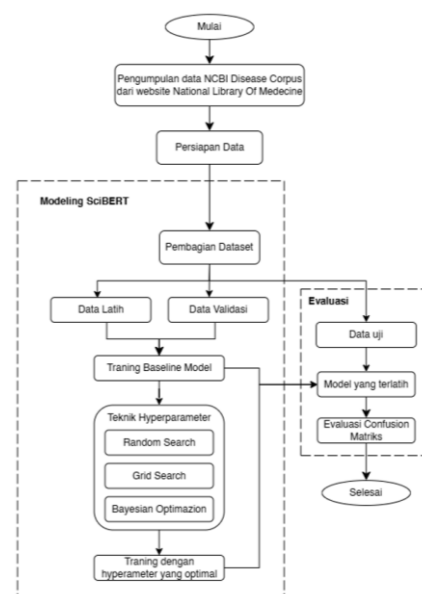 Mulai
Pengumpulan data NCBI Disease Corpus
dari website National Library Of Medecine
Persiapan Data
Modeling SciBERT
Pembagian Dataset
Data Latih
Data Validasi
Evaluasi
Data uji
Traning Baseline Model
Model yang terlatih
Teknik Hyperparameter
Random Search
Grid Search
Bayesian Optimazion
Evaluasi Confusion
Matriks
Selesai
Traning dengan
hyperameter yang optimal